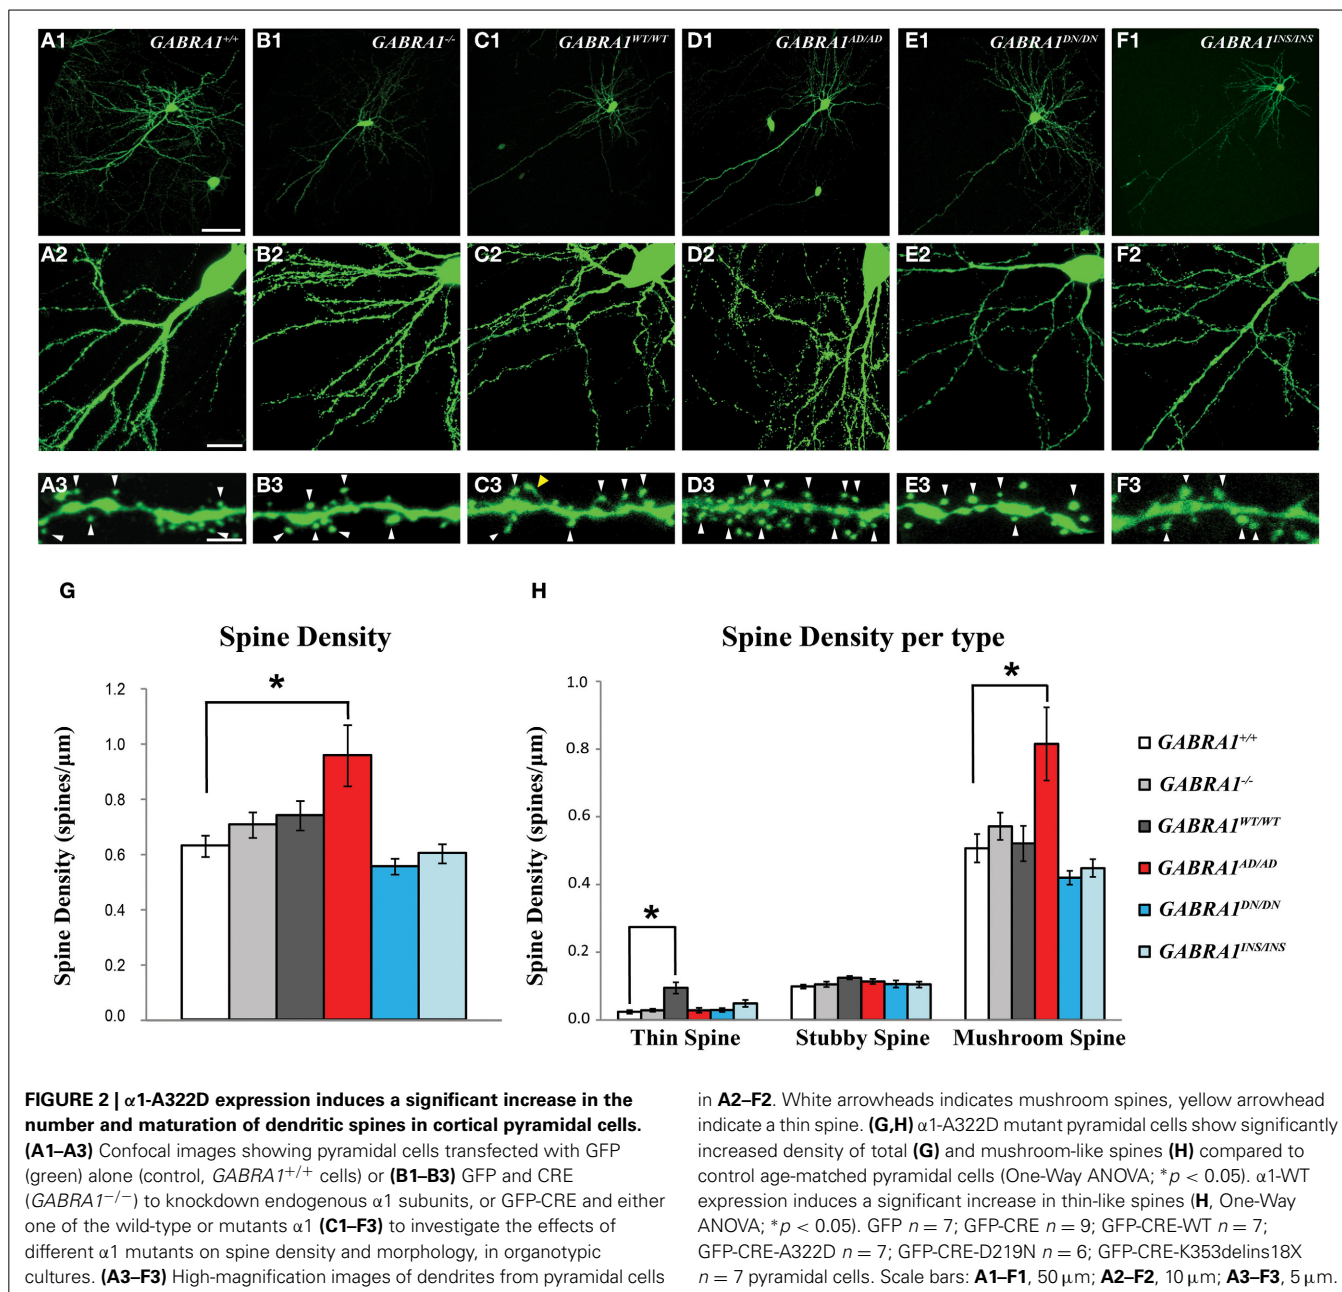 A1 GABRA1+/+
B1 GABRA1-/-
C1 GABRA1WT/WT
D1 GABRA1AD/AD
E1 GABRA1DN/DN
F1 GABRA1INS/INS
A2 B2 C2 D2 E2 F2
A3 B3 C3 D3 E3 F3
G
Spine Density
*
Spine Density (spines/µm)
1.2
1.0
0.8
0.6
0.4
0.2
0.0
H
Spine Density per type
*
*
Spine Density (spines/µm)
1.0
0.8
0.6
0.4
0.2
0.0
Thin Spine
Stubby Spine
Mushroom Spine
GABRA1+/+
GABRA1-/-
GABRA1WT/WT
GABRA1AD/AD
GABRA1DN/DN
GABRA1INS/INS
FIGURE 2 | α1-A322D expression induces a significant increase in the
number and maturation of dendritic spines in cortical pyramidal cells.
(A1–A3) Confocal images showing pyramidal cells transfected with GFP
(green) alone (control, GABRA1+/+ cells) or (B1–B3) GFP and CRE
(GABRA1−/−) to knockdown endogenous α1 subunits, or GFP-CRE and either
one of the wild-type or mutants α1 (C1–F3) to investigate the effects of
different α1 mutants on spine density and morphology, in organotypic
cultures. (A3–F3) High-magnification images of dendrites from pyramidal cells
in A2–F2. White arrowheads indicates mushroom spines, yellow arrowhead
indicate a thin spine. (G,H) α1-A322D mutant pyramidal cells show significantly
increased density of total (G) and mushroom-like spines (H) compared to
control age-matched pyramidal cells (One-Way ANOVA; *p < 0.05). α1-WT
expression induces a significant increase in thin-like spines (H, One-Way
ANOVA; *p < 0.05). GFP n = 7; GFP-CRE n = 9; GFP-CRE-WT n = 7;
GFP-CRE-A322D n = 7; GFP-CRE-D219N n = 6; GFP-CRE-K353delins18X
n = 7 pyramidal cells. Scale bars: A1–F1, 50 µm; A2–F2, 10 µm; A3–F3, 5 µm.